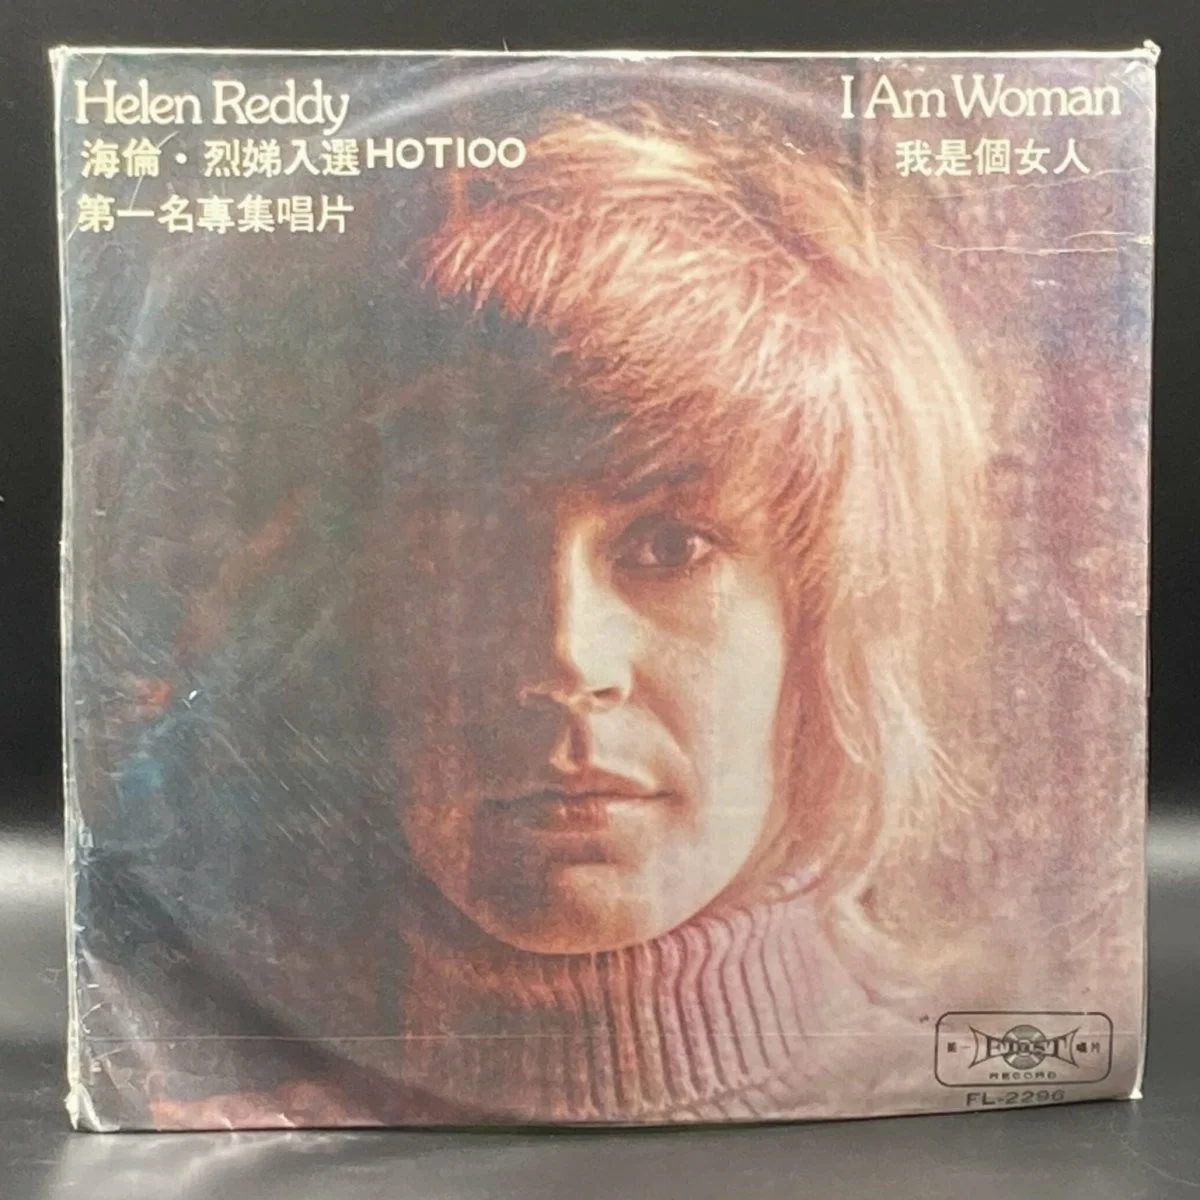 Helen Reddy
海倫・烈娣入選HOT100
第一名專集唱片
I Am Woman
我是個女人
第一 FIRST 唱片
RECORD
FL-2296